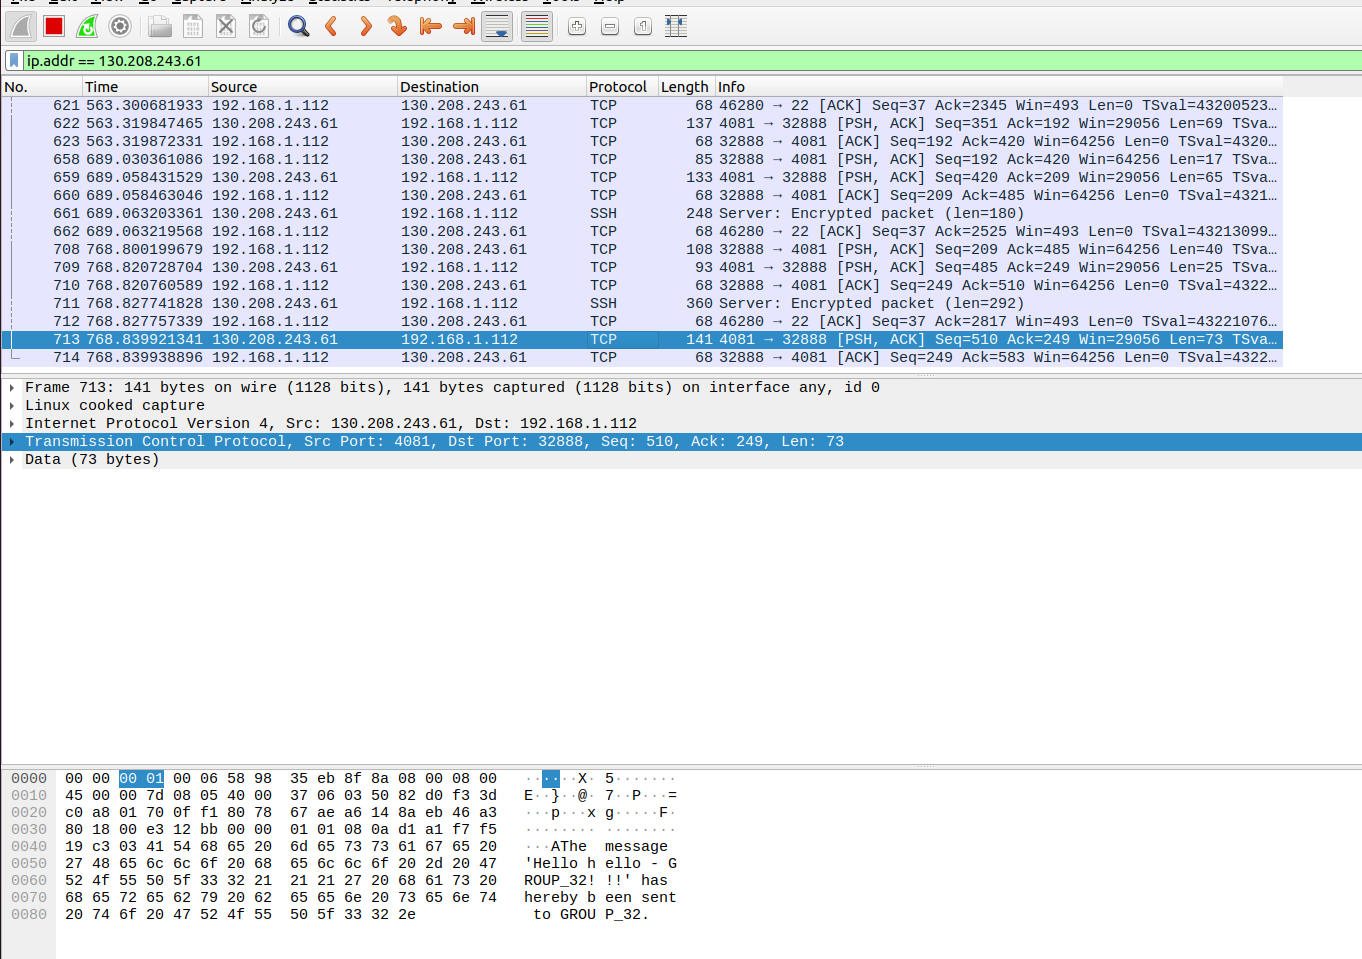 ip.addr == 130.208.243.61
No. Time Source Destination Protocol Length Info
621 563.300681933 192.168.1.112 130.208.243.61 TCP 68 46280 → 22 [ACK] Seq=37 Ack=2345 Win=493 Len=0 TSval=43200523…
622 563.319847465 130.208.243.61 192.168.1.112 TCP 137 4081 → 32888 [PSH, ACK] Seq=351 Ack=192 Win=29056 Len=69 TSva…
623 563.319872331 192.168.1.112 130.208.243.61 TCP 68 32888 → 4081 [ACK] Seq=192 Ack=420 Win=64256 Len=0 TSval=4320…
658 689.030361086 192.168.1.112 130.208.243.61 TCP 85 32888 → 4081 [PSH, ACK] Seq=192 Ack=420 Win=64256 Len=17 TSva…
659 689.058431529 130.208.243.61 192.168.1.112 TCP 133 4081 → 32888 [PSH, ACK] Seq=420 Ack=209 Win=29056 Len=65 TSva…
660 689.058463046 192.168.1.112 130.208.243.61 TCP 68 32888 → 4081 [ACK] Seq=209 Ack=485 Win=64256 Len=0 TSval=4321…
661 689.063203361 130.208.243.61 192.168.1.112 SSH 248 Server: Encrypted packet (len=180)
662 689.063219568 192.168.1.112 130.208.243.61 TCP 68 46280 → 22 [ACK] Seq=37 Ack=2525 Win=493 Len=0 TSval=43213099…
708 768.800199679 192.168.1.112 130.208.243.61 TCP 108 32888 → 4081 [PSH, ACK] Seq=209 Ack=485 Win=64256 Len=40 TSva…
709 768.820728704 130.208.243.61 192.168.1.112 TCP 93 4081 → 32888 [PSH, ACK] Seq=485 Ack=249 Win=29056 Len=25 TSva…
710 768.820760589 192.168.1.112 130.208.243.61 TCP 68 32888 → 4081 [ACK] Seq=249 Ack=510 Win=64256 Len=0 TSval=4322…
711 768.827741828 130.208.243.61 192.168.1.112 SSH 360 Server: Encrypted packet (len=292)
712 768.827757339 192.168.1.112 130.208.243.61 TCP 68 46280 → 22 [ACK] Seq=37 Ack=2817 Win=493 Len=0 TSval=43221076…
713 768.839921341 130.208.243.61 192.168.1.112 TCP 141 4081 → 32888 [PSH, ACK] Seq=510 Ack=249 Win=29056 Len=73 TSva…
714 768.839938896 192.168.1.112 130.208.243.61 TCP 68 32888 → 4081 [ACK] Seq=249 Ack=583 Win=64256 Len=0 TSval=4322…
Frame 713: 141 bytes on wire (1128 bits), 141 bytes captured (1128 bits) on interface any, id 0
Linux cooked capture
Internet Protocol Version 4, Src: 130.208.243.61, Dst: 192.168.1.112
Transmission Control Protocol, Src Port: 4081, Dst Port: 32888, Seq: 510, Ack: 249, Len: 73
Data (73 bytes)
0000 00 00 00 01 00 06 58 98 35 eb 8f 8a 08 00 08 00 ······X· 5·······
0010 45 00 00 7d 08 05 40 00 37 06 03 50 82 d0 f3 3d E··}··@· 7··P···=
0020 c0 a8 01 70 0f f1 80 78 67 ae a6 14 8a eb 46 a3 ···p···x g·····F·
0030 80 18 00 e3 12 bb 00 00 01 01 08 0a d1 a1 f7 f5 ········ ········
0040 19 c3 03 41 54 68 65 20 6d 65 73 73 61 67 65 20 ···AThe message
0050 27 48 65 6c 6c 6f 20 68 65 6c 6c 6f 20 2d 20 47 'Hello h ello - G
0060 52 4f 55 50 5f 33 32 21 21 21 27 20 68 61 73 20 ROUP_32! !!' has
0070 68 65 72 65 62 79 20 62 65 65 6e 20 73 65 6e 74 hereby b een sent
0080 20 74 6f 20 47 52 4f 55 50 5f 33 32 2e to GROU P_32.